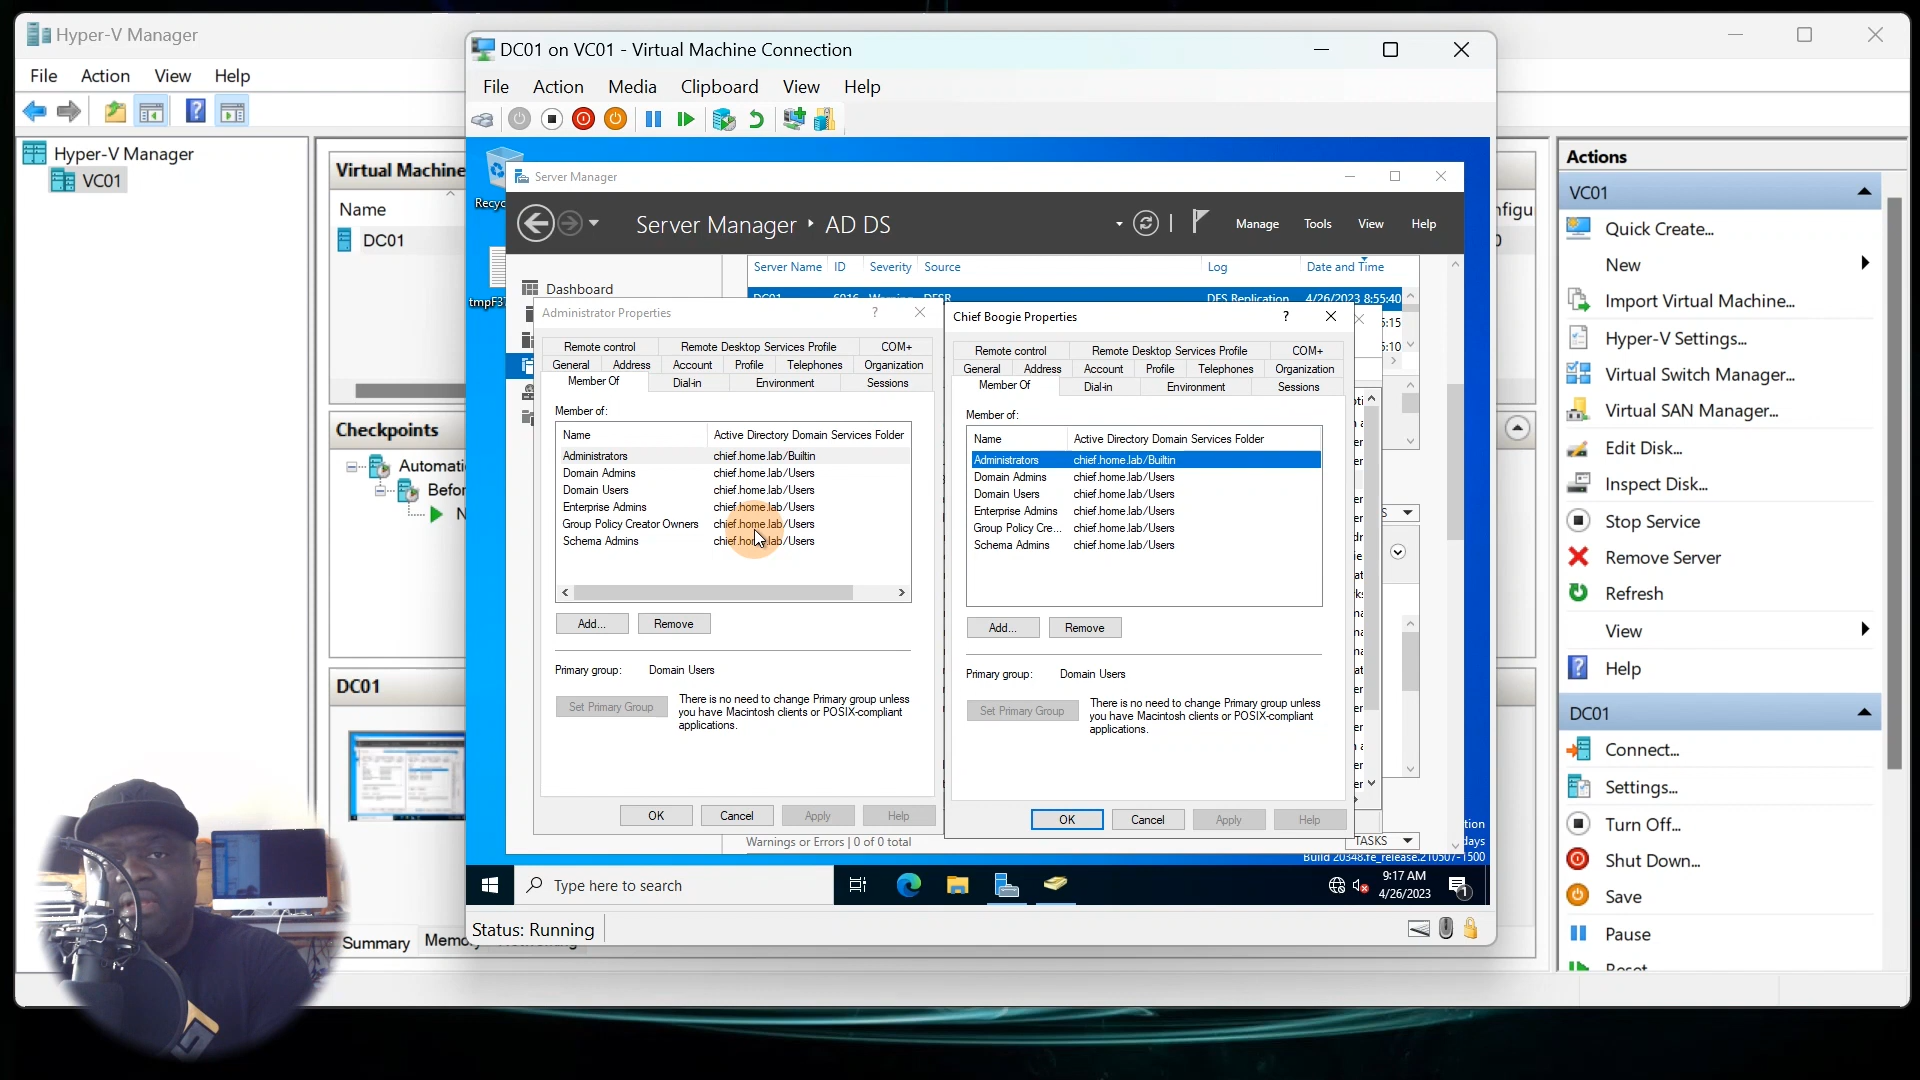 Hyper-V Manager
File Action View Help
Hyper-V Manager
VC01
Virtual Machine
Name
DC01
Checkpoints
Automati
Befor
N
DC01
Summary
DC01 on VC01 - Virtual Machine Connection
File Action Media Clipboard View Help
Recyc
tmpF3
Server Manager
Server Manager AD DS
Manage Tools View Help
Dashboard
Server Name ID Severity Source Log Date and Time
DC01 6016 Warning DFSR DFS Replication 4/26/2023 8:55:40
5:15
5:10
Administrator Properties ?
Remote control Remote Desktop Services Profile COM+
General Address Account Profile Telephones Organization
Member Of Dial-in Environment Sessions
Member of:
Name Active Directory Domain Services Folder
Administrators chief.home.lab/Builtin
Domain Admins chief.home.lab/Users
Domain Users chief.home.lab/Users
Enterprise Admins chief.home.lab/Users
Group Policy Creator Owners chief.home.lab/Users
Schema Admins chief.home.lab/Users
Add... Remove
Primary group: Domain Users
Set Primary Group
There is no need to change Primary group unless
you have Macintosh clients or POSIX-compliant
applications.
OK Cancel Apply Help
Chief Boogie Properties ?
Remote control Remote Desktop Services Profile COM+
General Address Account Profile Telephones Organization
Member Of Dial-in Environment Sessions
Member of:
Name Active Directory Domain Services Folder
Administrators chief.home.lab/Builtin
Domain Admins chief.home.lab/Users
Domain Users chief.home.lab/Users
Enterprise Admins chief.home.lab/Users
Group Policy Cre... chief.home.lab/Users
Schema Admins chief.home.lab/Users
Add... Remove
Primary group: Domain Users
Set Primary Group
There is no need to change Primary group unless
you have Macintosh clients or POSIX-compliant
applications.
OK Cancel Apply Help
Warnings or Errors | 0 of 0 total
TASKS
tion
days
Build 20348.fe_release.210507-1500
Type here to search
9:17 AM
4/26/2023
1
Status: Running
nfigu
Actions
VC01
Quick Create...
New
Import Virtual Machine...
Hyper-V Settings...
Virtual Switch Manager...
Virtual SAN Manager...
Edit Disk...
Inspect Disk...
Stop Service
Remove Server
Refresh
View
Help
DC01
Connect...
Settings...
Turn Off...
Shut Down...
Save
Pause
Reset